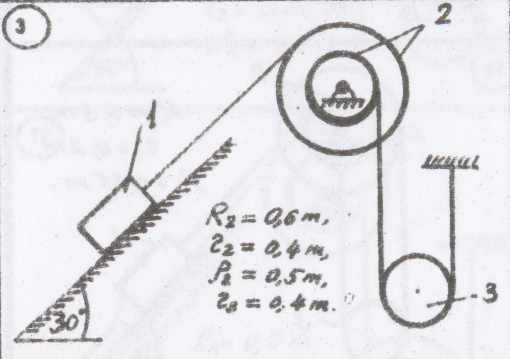 3
2
1
R2 = 0,6 m,
r2 = 0,4 m,
ρ2 = 0,5 m,
r3 = 0,4 m.
3
30°